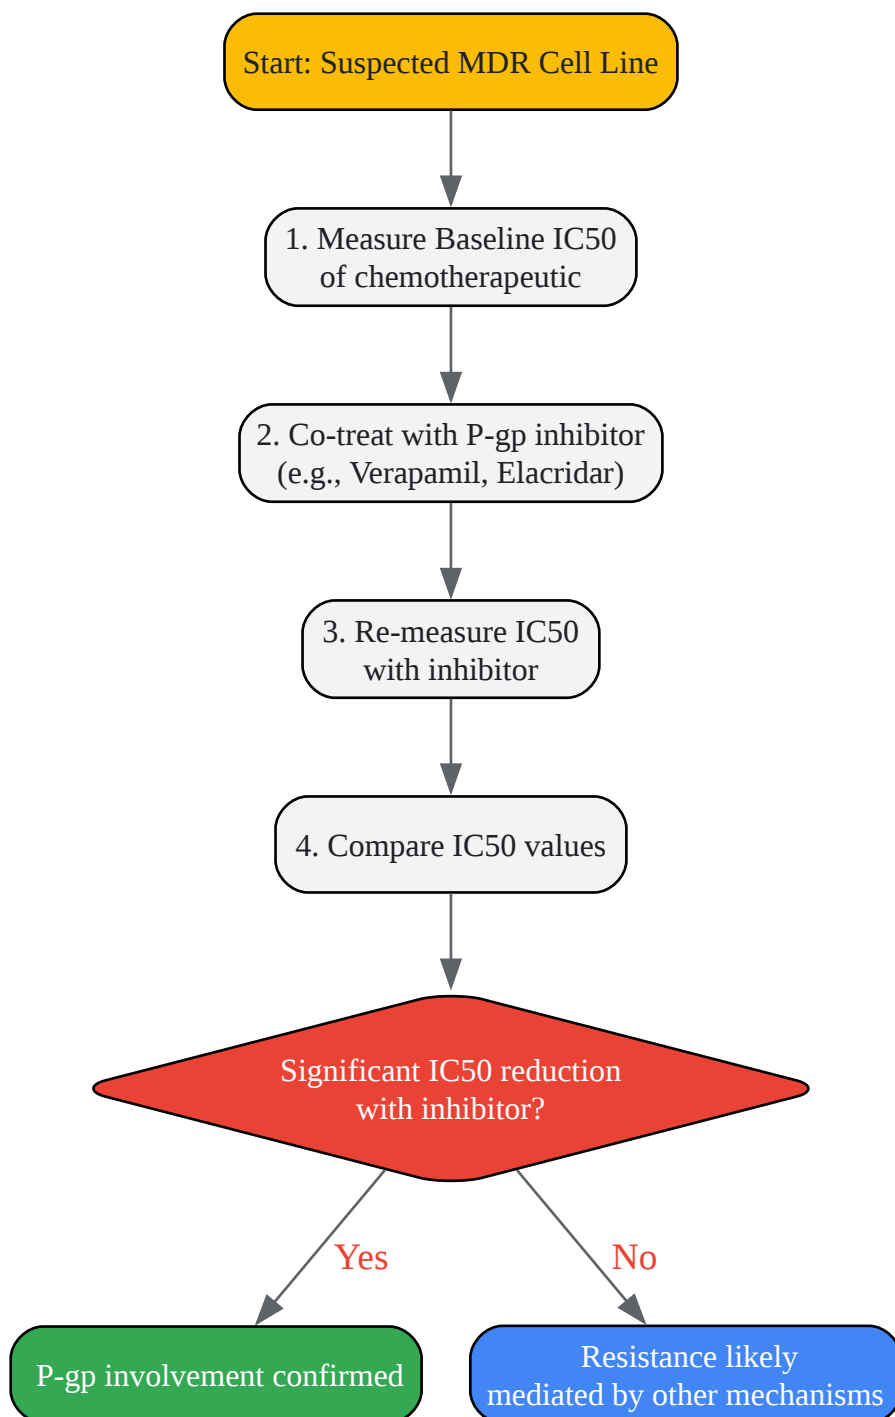 Start: Suspected MDR Cell Line
1. Measure Baseline IC50
of chemotherapeutic
2. Co-treat with P-gp inhibitor
(e.g., Verapamil, Elacridar)
3. Re-measure IC50
with inhibitor
4. Compare IC50 values
Significant IC50 reduction
with inhibitor?
Yes
No
P-gp involvement confirmed
Resistance likely
mediated by other mechanisms